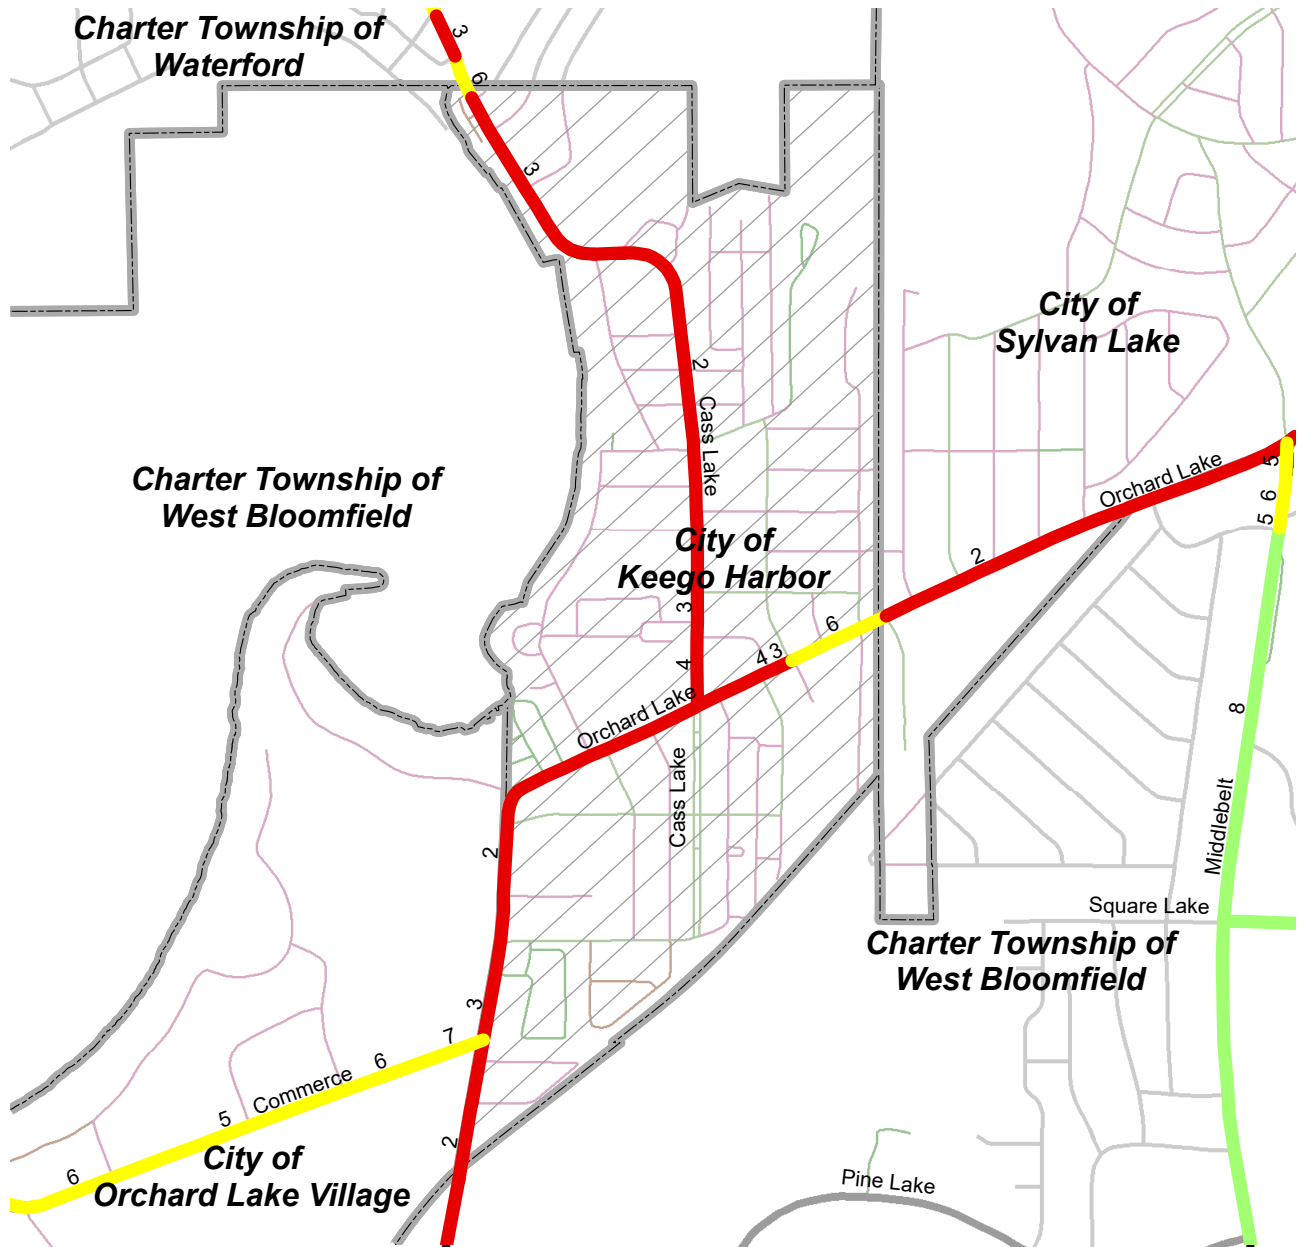 Charter Township of
Waterford
3
6
3
City of
Sylvan Lake
2
Cass Lake
Charter Township of
West Bloomfield
Orchard Lake
5
6
5
City of
Keego Harbor
2
3
6
4 3
4
Orchard Lake
8
Cass Lake
Middlebelt
2
Square Lake
Charter Township of
West Bloomfield
3
7
6
Commerce
5
2
City of
Orchard Lake Village
6
Pine Lake